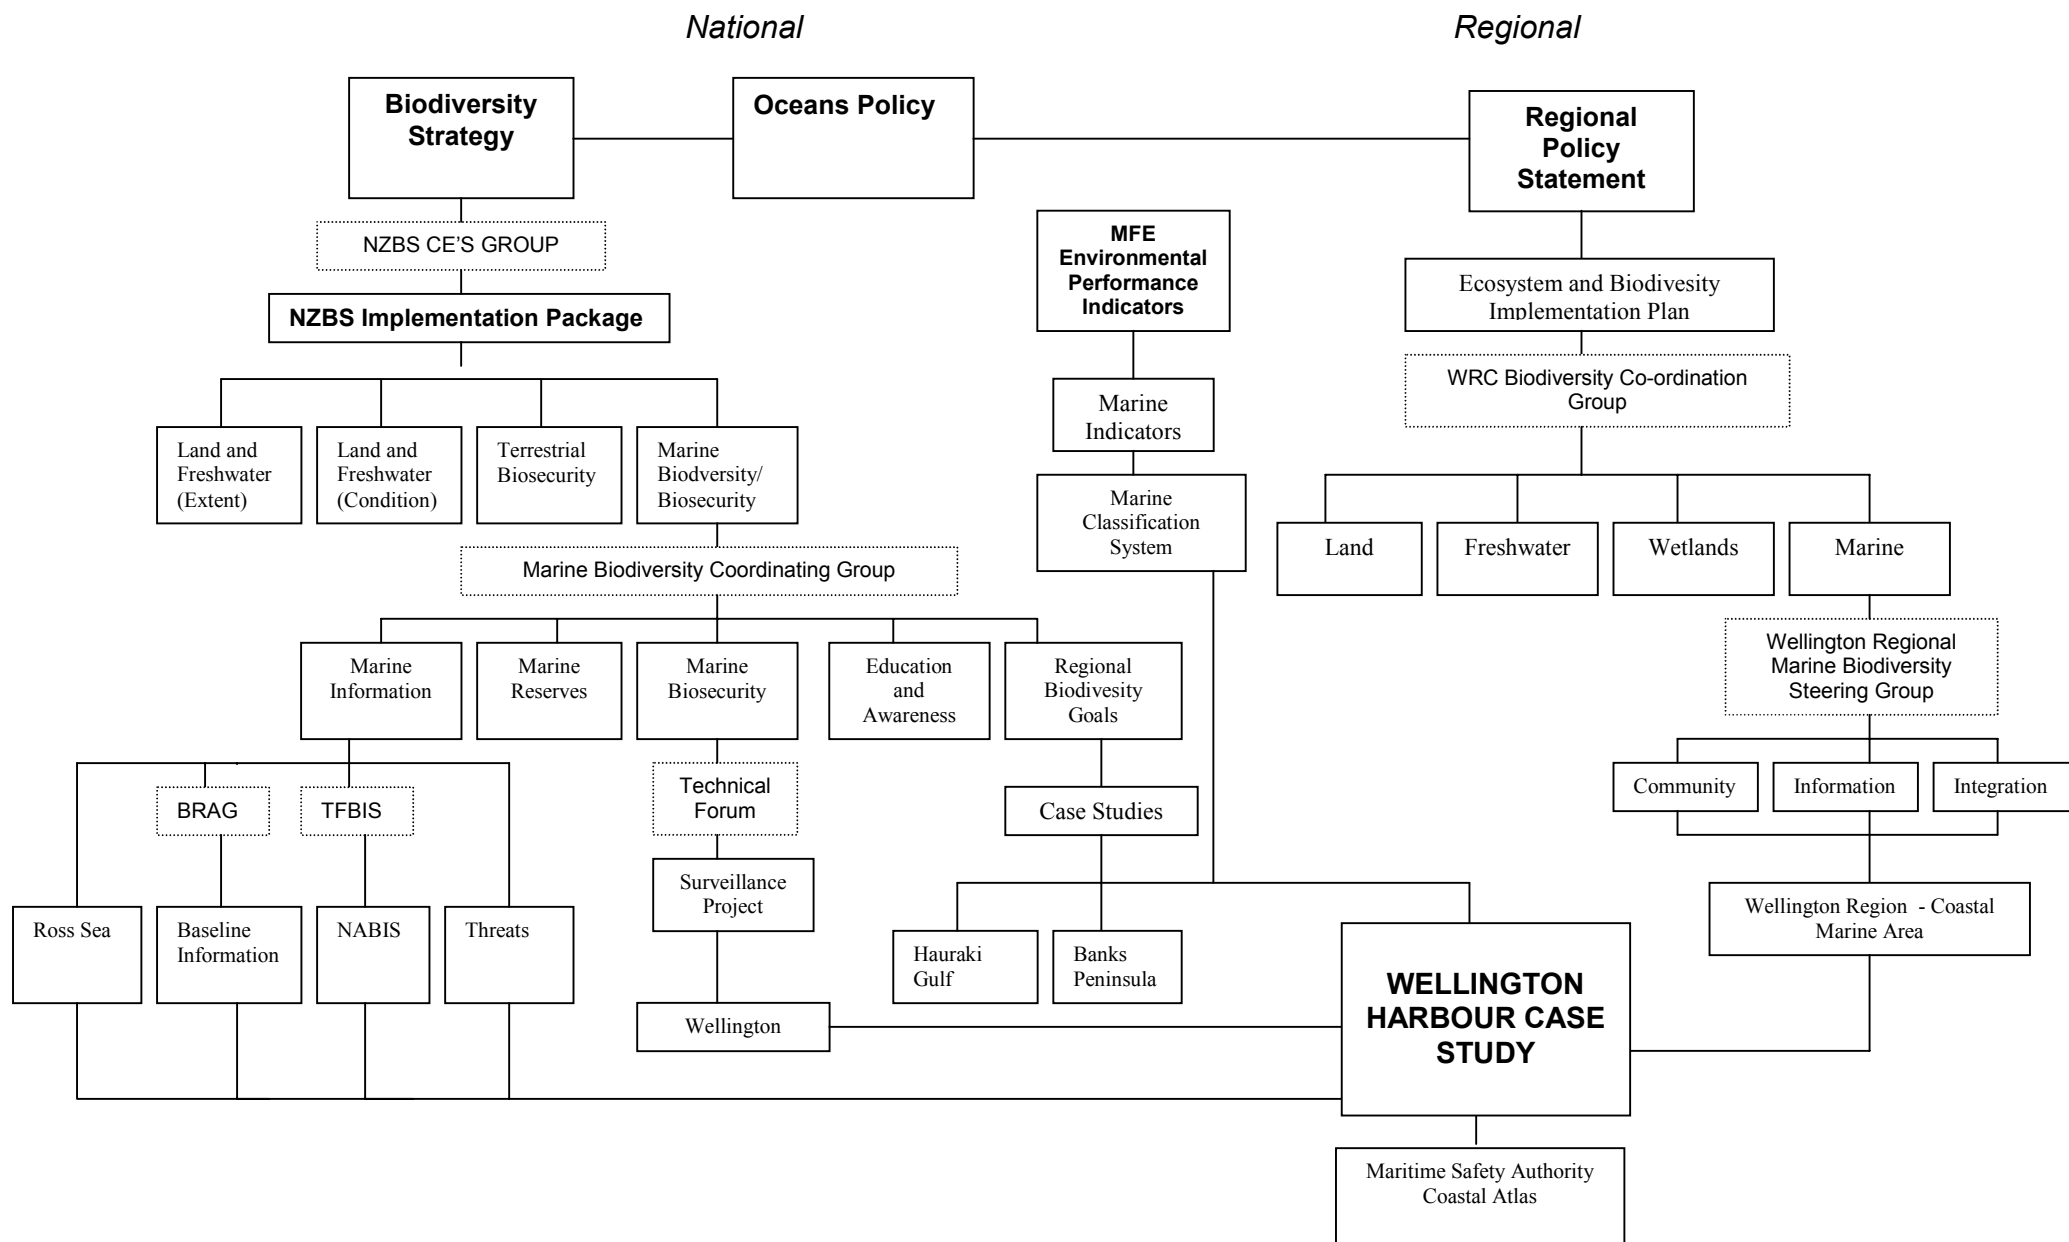 National
Regional
Biodiversity
Strategy
Oceans Policy
Regional
Policy
Statement
NZBS CE'S GROUP
MFE
Environmental
Performance
Indicators
NZBS Implementation Package
Ecosystem and Biodivesity
Implementation Plan
WRC Biodiversity Co-ordination
Group
Marine
Indicators
Land and
Freshwater
(Extent)
Land and
Freshwater
(Condition)
Terrestrial
Biosecurity
Marine
Biodversity/
Biosecurity
Marine
Classification
System
Land
Freshwater
Wetlands
Marine
Marine Biodiversity Coordinating Group
Wellington Regional
Marine Biodiversity
Steering Group
Marine
Information
Marine
Reserves
Marine
Biosecurity
Education
and
Awareness
Regional
Biodivesity
Goals
BRAG
TFBIS
Technical
Forum
Case Studies
Community
Information
Integration
Surveillance
Project
Ross Sea
Baseline
Information
NABIS
Threats
Hauraki
Gulf
Banks
Peninsula
Wellington Region  - Coastal
Marine Area
Wellington
WELLINGTON
HARBOUR CASE
STUDY
Maritime Safety Authority
Coastal Atlas